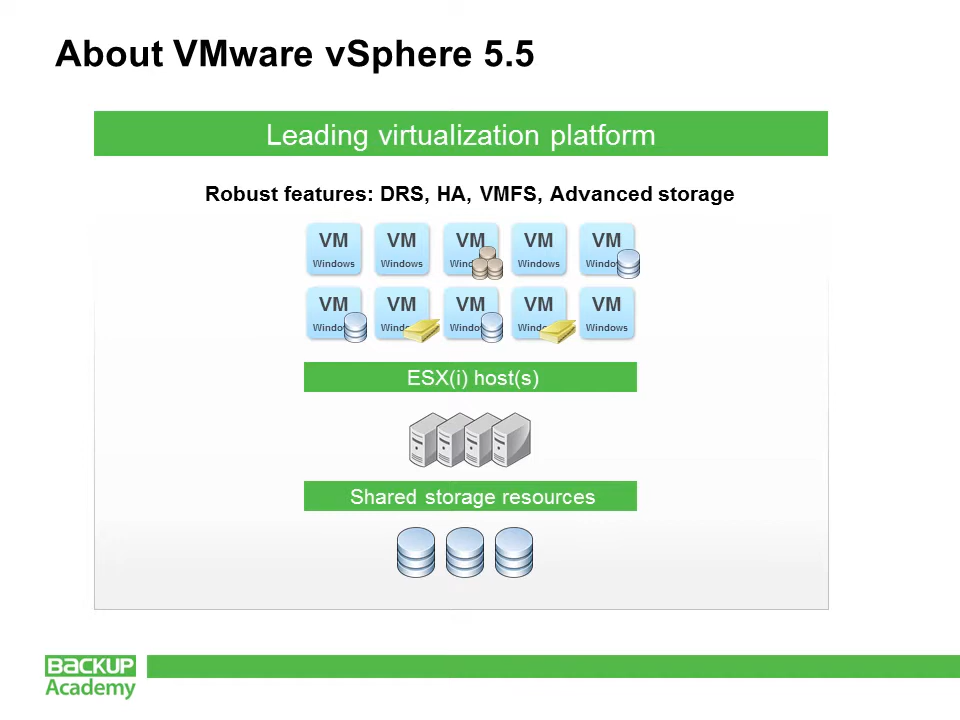 About VMware vSphere 5.5
Leading virtualization platform
Robust features: DRS, HA, VMFS, Advanced storage
VM VM VM VM VM
Windows Windows Windows
VM VM VM VM VM
Windows
ESX(i) host(s)
Shared storage resources
BACKUP
Academy